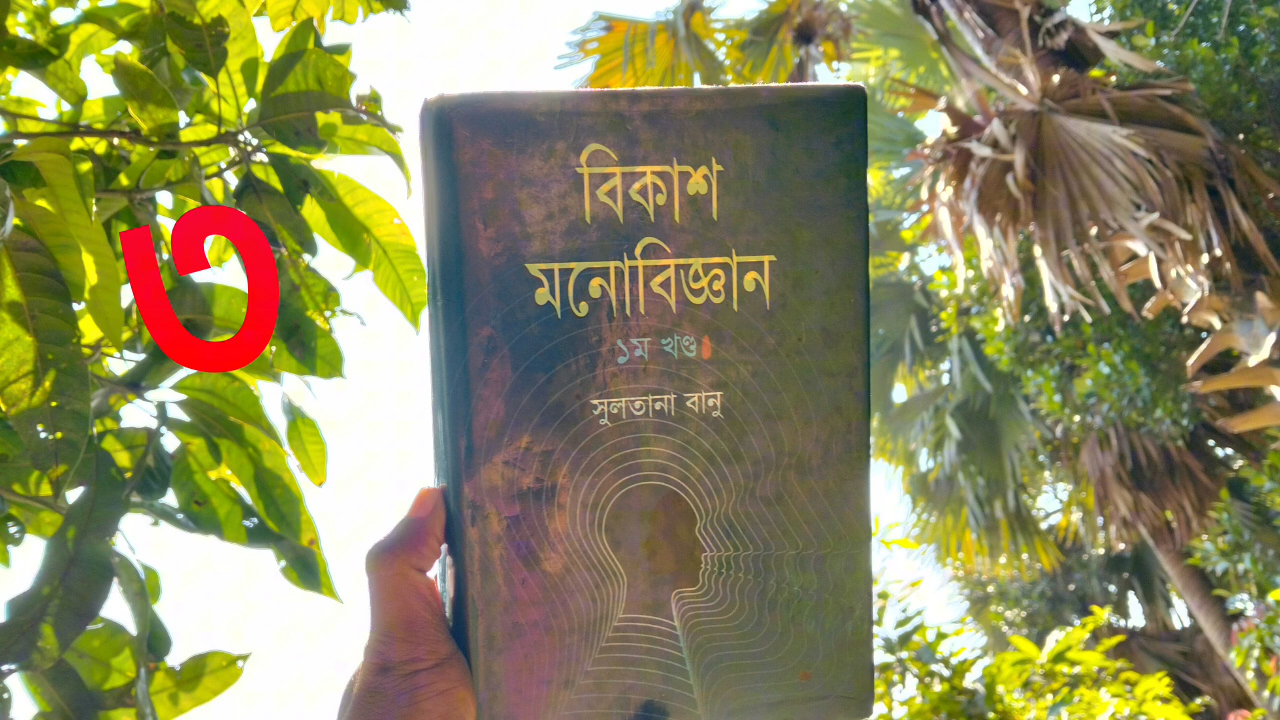 ৩
বিকাশ
মনোবিজ্ঞান
১ম খণ্ড
সুলতানা বানু